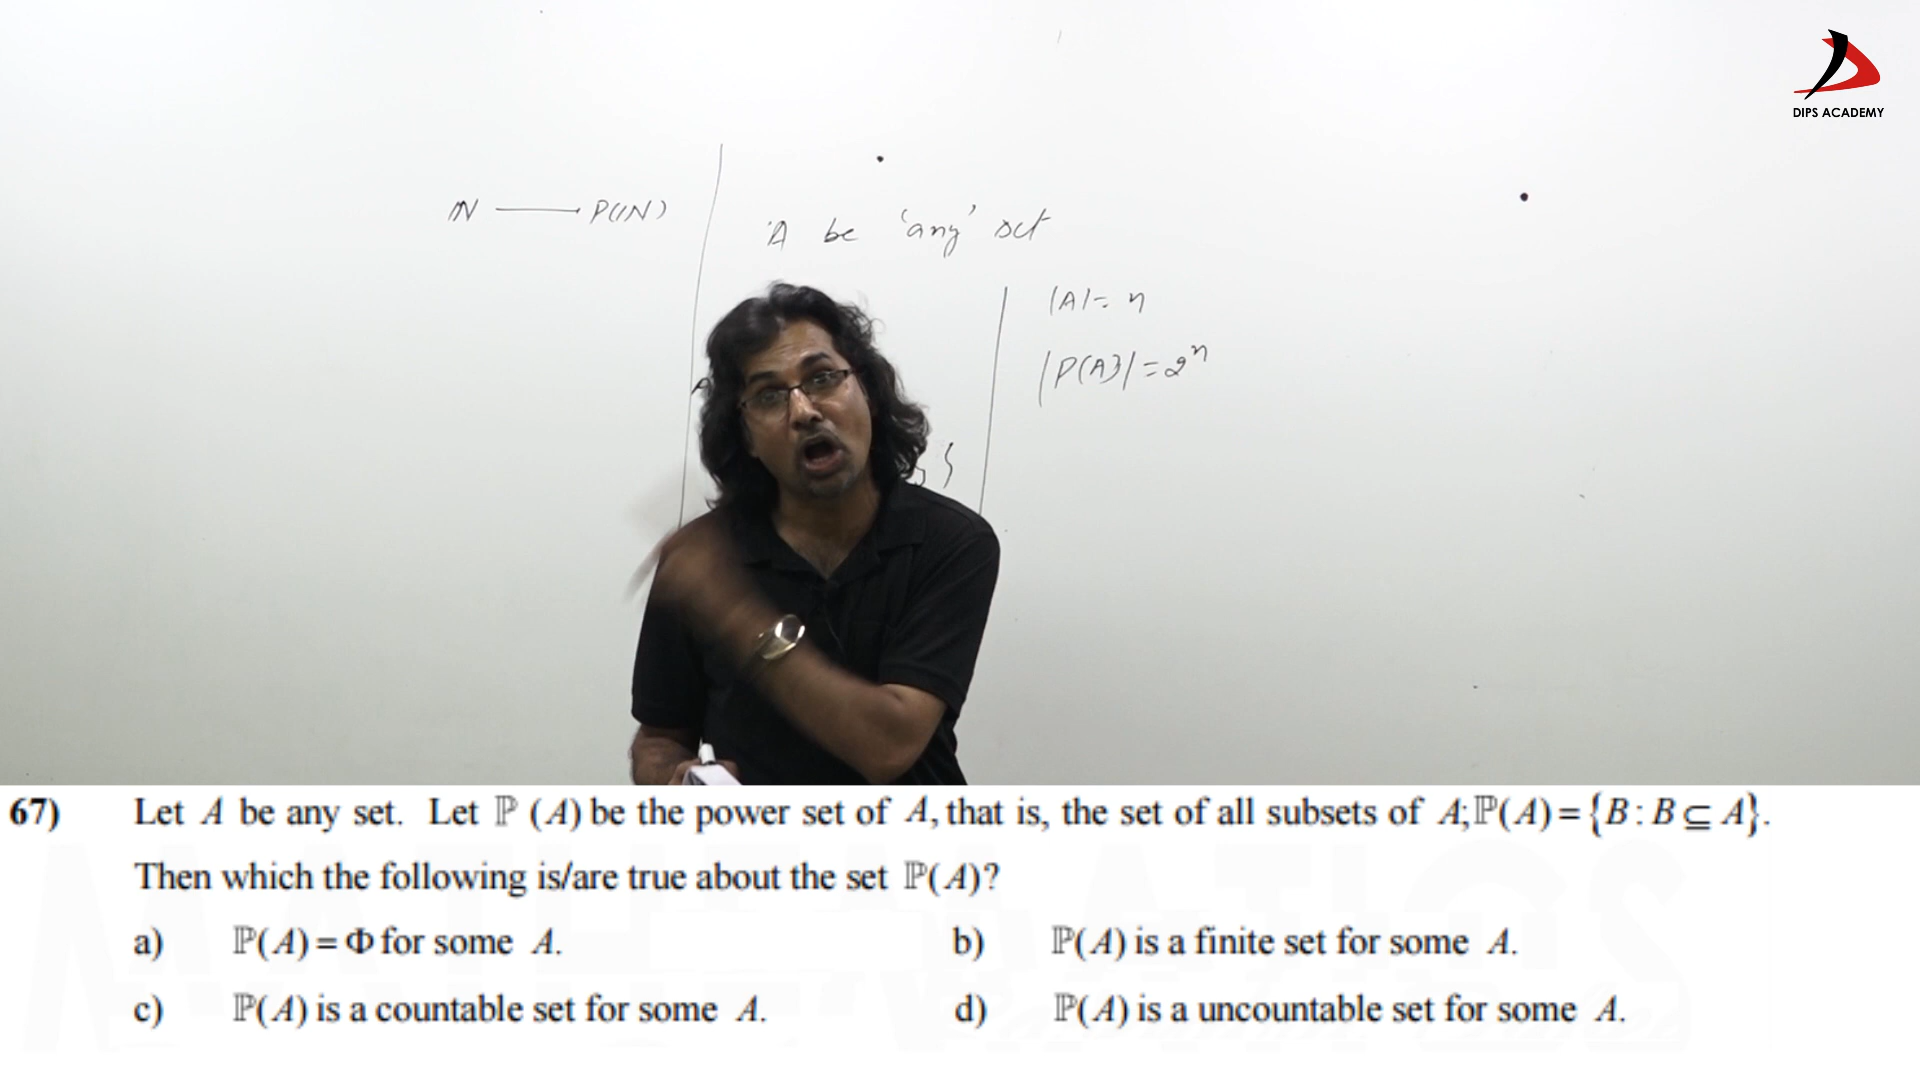 DIPS ACADEMY
N — P(N)
A be 'any' set
|A| = n
|P(A)| = 2ⁿ
67) Let A be any set. Let ℙ (A) be the power set of A, that is, the set of all subsets of A; ℙ(A) = {B : B ⊆ A}.
Then which the following is/are true about the set ℙ(A)?
a) ℙ(A) = Φ for some A. b) ℙ(A) is a finite set for some A.
c) ℙ(A) is a countable set for some A. d) ℙ(A) is a uncountable set for some A.